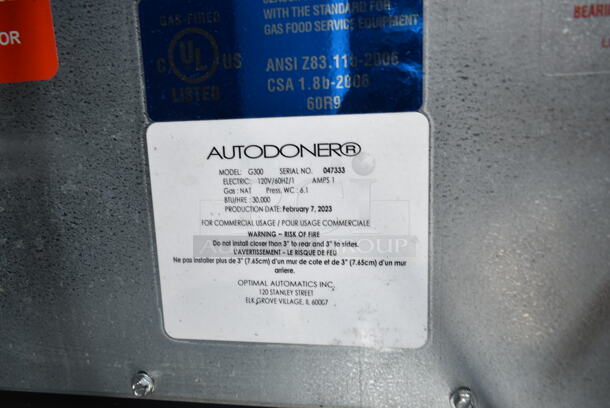 OR
GAS-FIRED
C UL US
LISTED
WITH THE STANDARD FOR
GAS FOOD SERVICE EQUIPMENT
ANSI Z83.11b-2006
CSA 1.8b-2006
60R9
BEARI
AUTODONER®
MODEL: G300 SERIAL NO. 047333
ELECTRIC: 120V/60HZ/1 AMPS 1
Gas: NAT Press, WC: 6.1
BTU/HRE: 30,000
PRODUCTION DATE: February 7, 2023
FOR COMMERCIAL USAGE / POUR USAGE COMMERCIALE
WARNING - RISK OF FIRE
Do not install closer than 3" to rear and 3" to sides.
L'AVERTISSEMENT - LE RISQUE DE FEU
Ne pas installer plus de 3" (7.65cm) d'un mur de cote et de 3" (7.65cm) d'un mur
arriere.
OPTIMAL AUTOMATICS INC.
120 STANLEY STREET
ELK GROVE VILLAGE, IL 60007